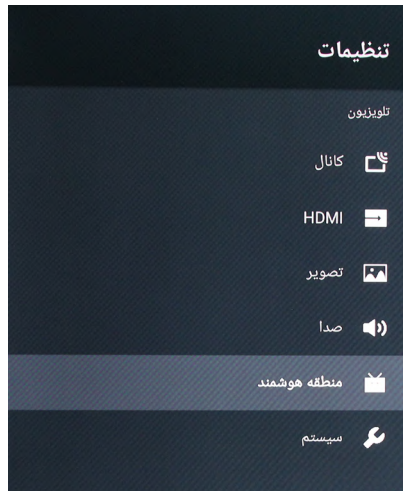 تنظیمات
تلویزیون
کانال
HDMI
تصویر
صدا
منطقه هوشمند
سیستم